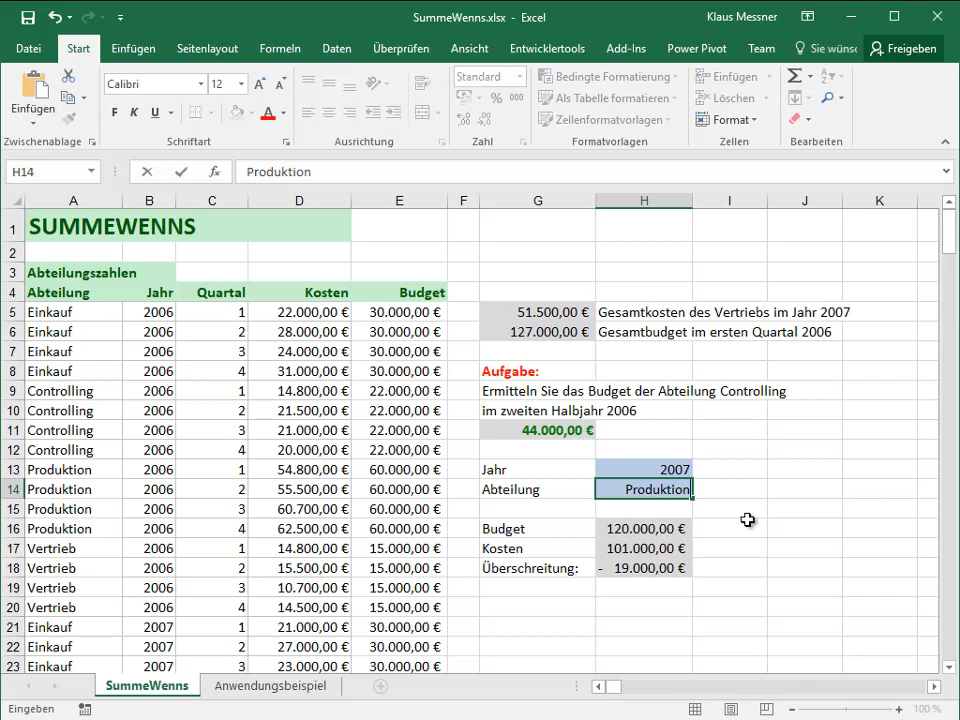 SummeWenns.xlsx - Excel
Klaus Messner
Datei Start Einfügen Seitenlayout Formeln Daten Überprüfen Ansicht Entwicklertools Add-Ins Power Pivot Team Sie wünsc Freigeben
Einfügen
Calibri 12
F K U
Standard
% 000
Bedingte Formatierung
Als Tabelle formatieren
Zellenformatvorlagen
Einfügen
Löschen
Format
Zwischenablage Schriftart Ausrichtung Zahl Formatvorlagen Zellen Bearbeiten
H14 fx Produktion
A B C D E F G H I J K
1 SUMMEWENNS
2
3 Abteilungszahlen
4 Abteilung Jahr Quartal Kosten Budget
5 Einkauf 2006 1 22.000,00 € 30.000,00 € 51.500,00 € Gesamtkosten des Vertriebs im Jahr 2007
6 Einkauf 2006 2 28.000,00 € 30.000,00 € 127.000,00 € Gesamtbudget im ersten Quartal 2006
7 Einkauf 2006 3 24.000,00 € 30.000,00 €
8 Einkauf 2006 4 31.000,00 € 30.000,00 € Aufgabe:
9 Controlling 2006 1 14.800,00 € 22.000,00 € Ermitteln Sie das Budget der Abteilung Controlling
10 Controlling 2006 2 21.500,00 € 22.000,00 € im zweiten Halbjahr 2006
11 Controlling 2006 3 21.000,00 € 22.000,00 € 44.000,00 €
12 Controlling 2006 4 20.000,00 € 22.000,00 €
13 Produktion 2006 1 54.800,00 € 60.000,00 € Jahr 2007
14 Produktion 2006 2 55.500,00 € 60.000,00 € Abteilung Produktion
15 Produktion 2006 3 60.700,00 € 60.000,00 €
16 Produktion 2006 4 62.500,00 € 60.000,00 € Budget 120.000,00 €
17 Vertrieb 2006 1 14.800,00 € 15.000,00 € Kosten 101.000,00 €
18 Vertrieb 2006 2 15.500,00 € 15.000,00 € Überschreitung: - 19.000,00 €
19 Vertrieb 2006 3 10.700,00 € 15.000,00 €
20 Vertrieb 2006 4 14.500,00 € 15.000,00 €
21 Einkauf 2007 1 21.000,00 € 30.000,00 €
22 Einkauf 2007 2 27.000,00 € 30.000,00 €
23 Einkauf 2007 3 23.000,00 € 30.000,00 €
SummeWenns Anwendungsbeispiel
Eingeben 100 %